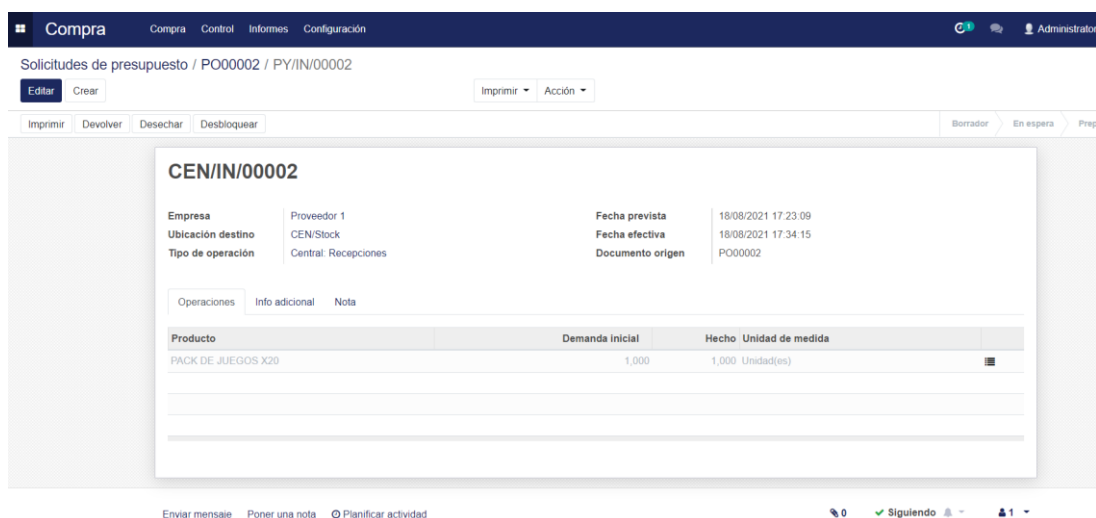 Compra Compra Control Informes Configuración 1 Administrator
Solicitudes de presupuesto / PO00002 / PY/IN/00002
Editar Crear Imprimir Acción
Imprimir Devolver Desechar Desbloquear Borrador En espera Prep
CEN/IN/00002
Empresa Proveedor 1 Fecha prevista 18/08/2021 17:23:09
Ubicación destino CEN/Stock Fecha efectiva 18/08/2021 17:34:15
Tipo de operación Central: Recepciones Documento origen PO00002
Operaciones Info adicional Nota
Producto Demanda inicial Hecho Unidad de medida
PACK DE JUEGOS X20 1,000 1,000 Unidad(es)
Enviar mensaje Poner una nota Planificar actividad 0 Siguiendo 1